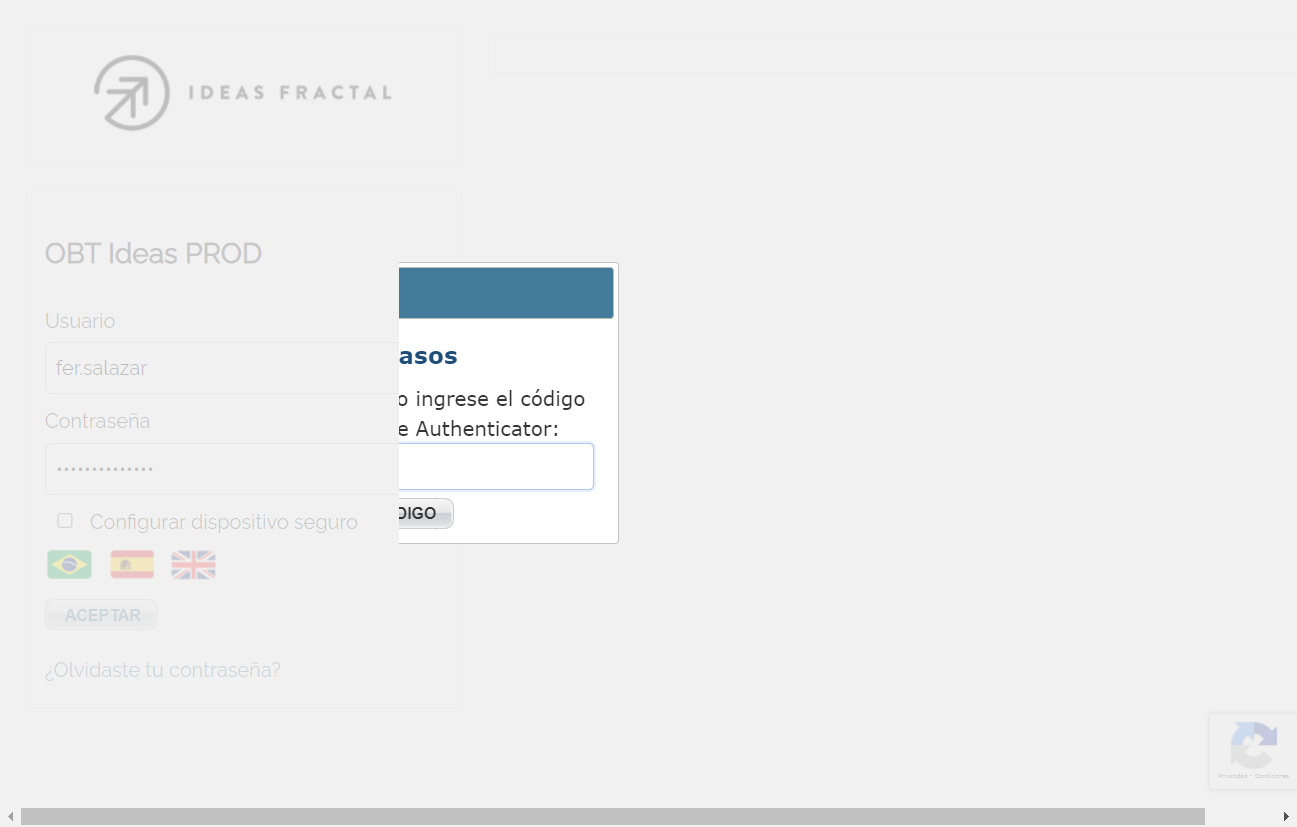 IDEAS FRACTAL
OBT Ideas PROD
Usuario
fer.salazar
Contraseña
••••••••••••••
Configurar dispositivo seguro
ACEPTAR
¿Olvidaste tu contraseña?
asos
o ingrese el código
e Authenticator:
DIGO
Privacidad - Condiciones